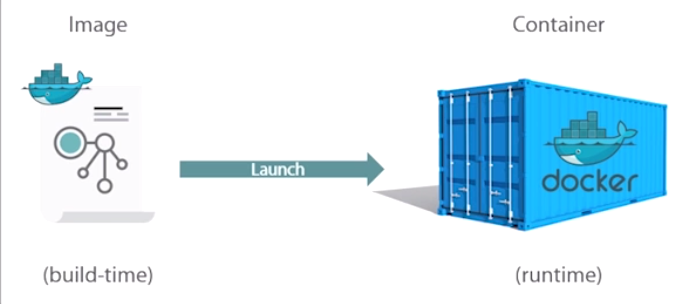 Image
Container
Launch
docker
(build-time)
(runtime)